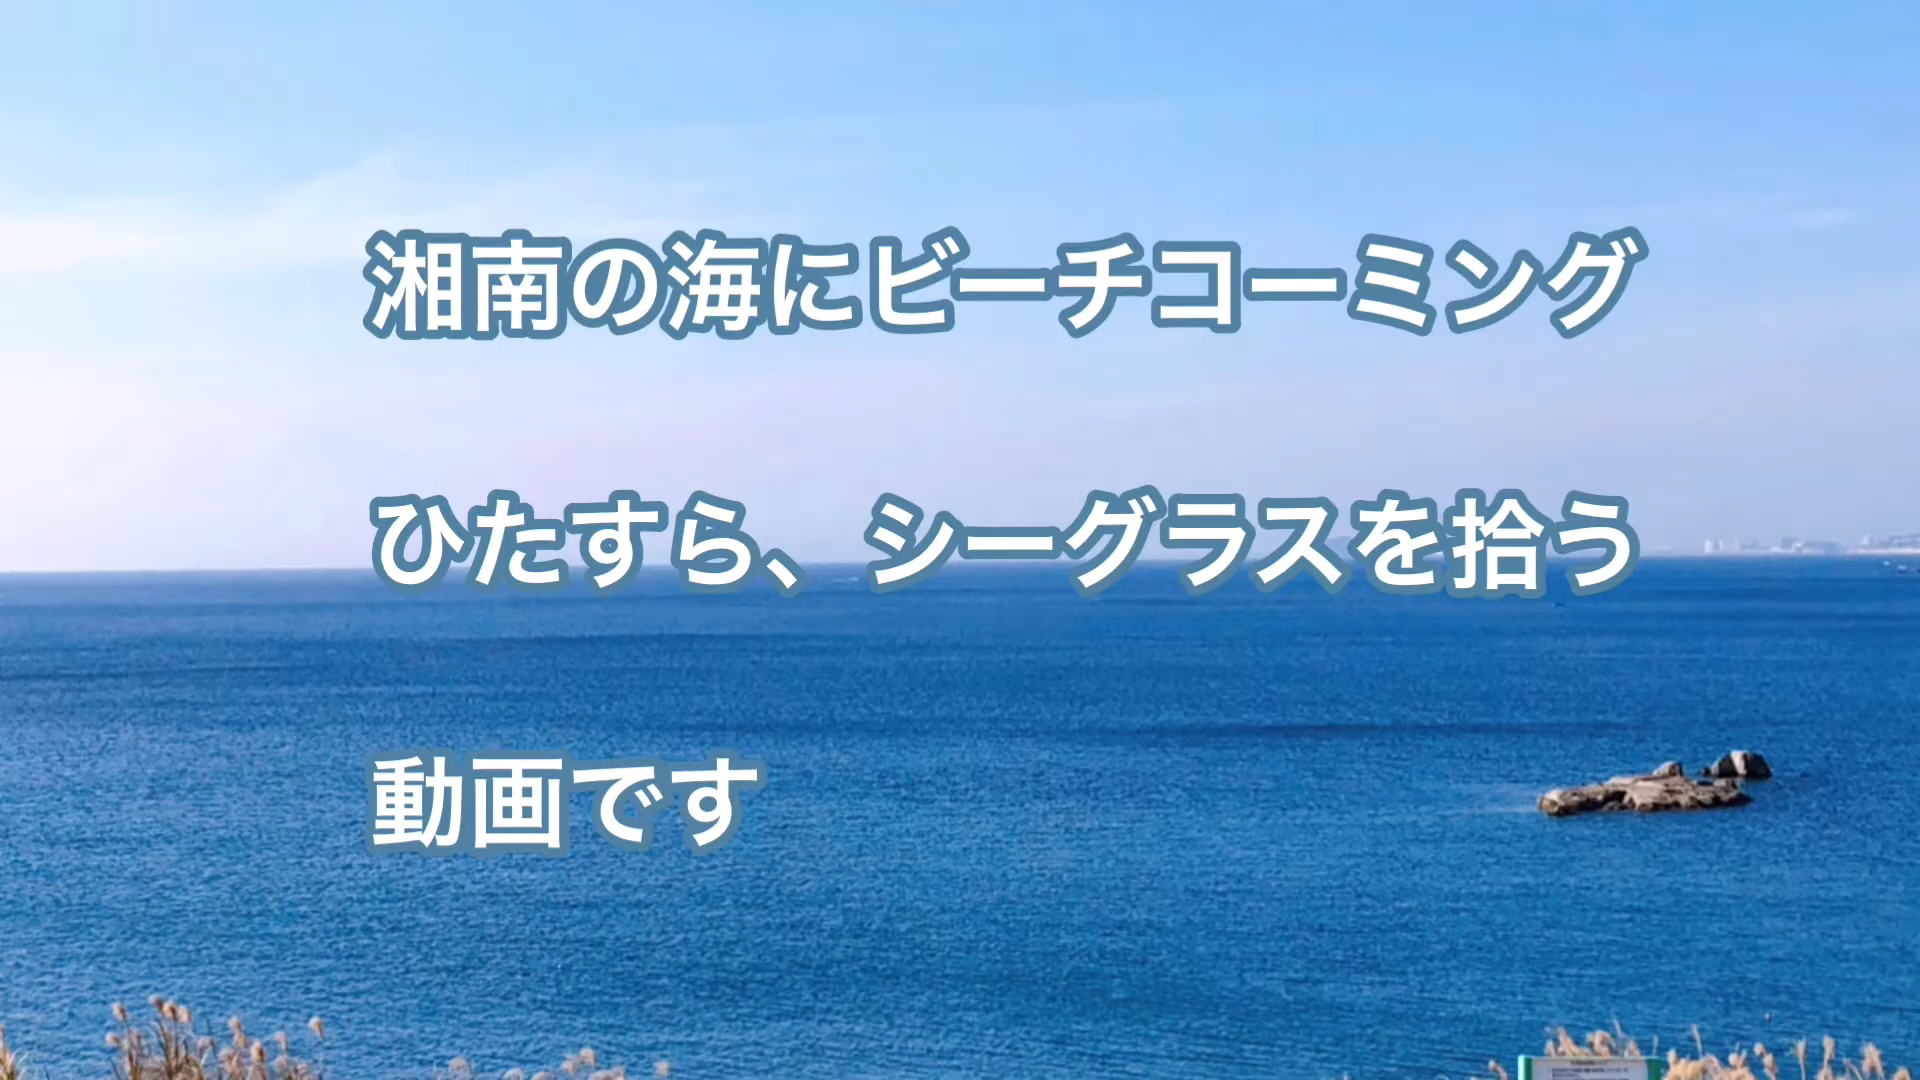 湘南の海にビーチコーミング
ひたすら、シーグラスを拾う
動画です